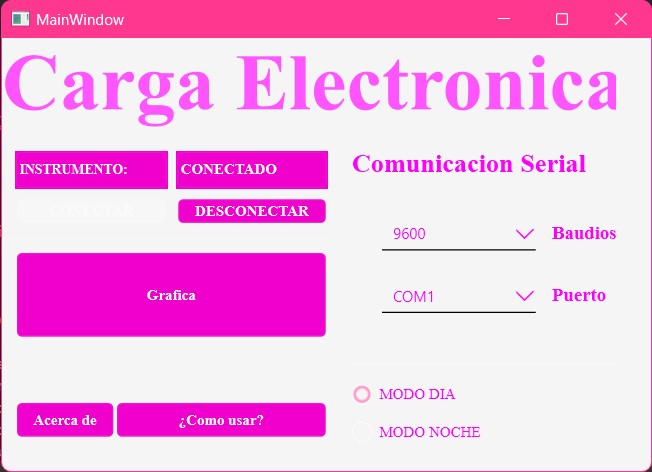 MainWindow
Carga Electronica
INSTRUMENTO:
CONECTADO
CONECTAR
DESCONECTAR
Grafica
Acerca de
¿Como usar?
Comunicacion Serial
9600
Baudios
COM1
Puerto
MODO DIA
MODO NOCHE